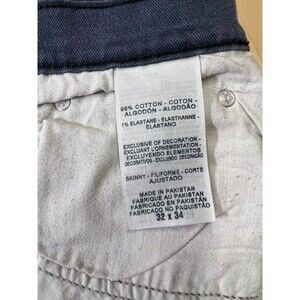 99% COTTON - COTON -
ALGODÓN - ALGODÃO
1% ELASTANE - ELASTHANNE -
ELASTANO
EXCLUSIVE OF DECORATION -
EXCLUANT L'ORNEMENTATION -
EXCLUYENDO ELEMENTOS
DECORATIVOS - EXCLUINDO DECORAÇÃO
SKINNY - FILIFORME - CORTE
AJUSTADO
MADE IN PAKISTAN
FABRIQUE AU PAKISTAN
FABRICADO EN PAKISTAN
FABRICADO NO PAQUISTÃO
32 x 34